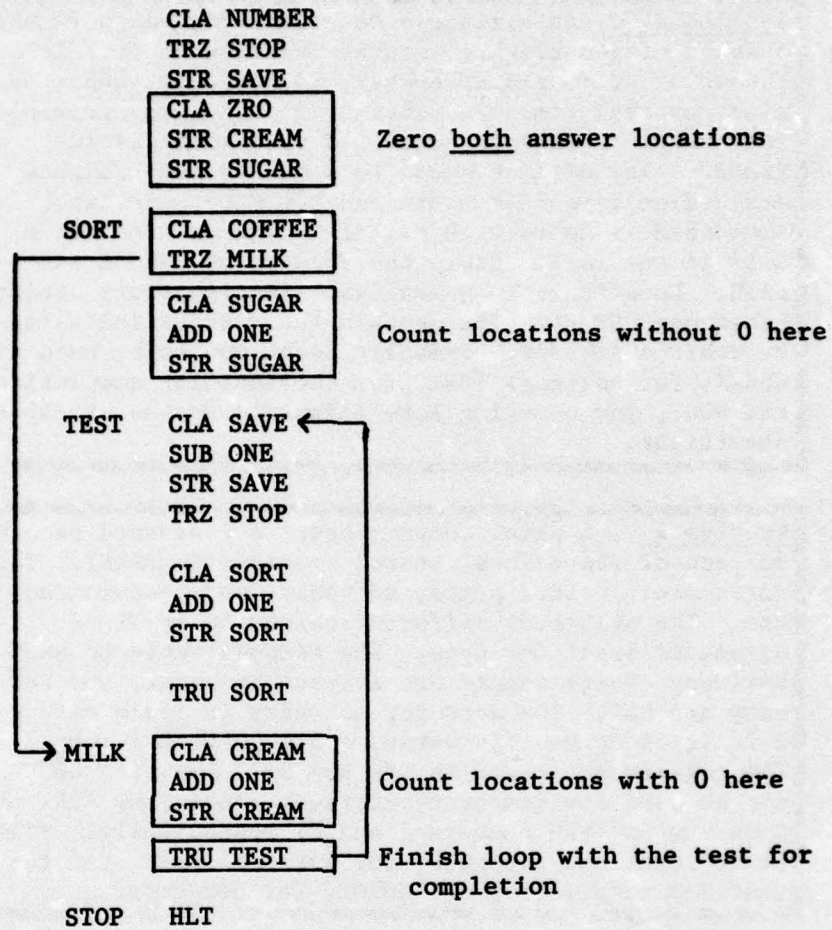 CLA NUMBER
TRZ STOP
STR SAVE
CLA ZRO
STR CREAM Zero both answer locations
STR SUGAR
SORT CLA COFFEE
TRZ MILK
CLA SUGAR
ADD ONE Count locations without 0 here
STR SUGAR
TEST CLA SAVE
SUB ONE
STR SAVE
TRZ STOP
CLA SORT
ADD ONE
STR SORT
TRU SORT
MILK CLA CREAM
ADD ONE Count locations with 0 here
STR CREAM
TRU TEST Finish loop with the test for
completion
STOP HLT